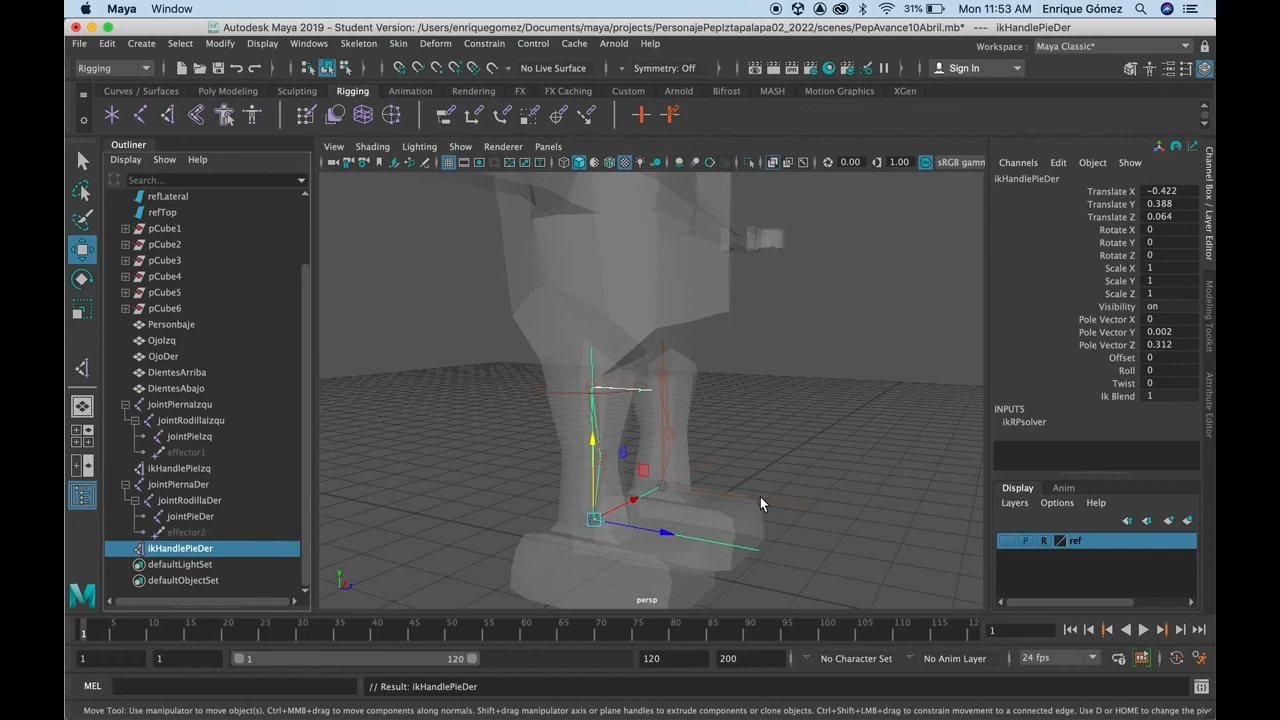 Maya Window 31% Mon 11:53 AM Enrique Gómez
Autodesk Maya 2019 - Student Version: /Users/enriquegomez/Documents/maya/projects/PersonajePepIztapalapa02_2022/scenes/PepAvance10Abril.mb* --- ikHandlePieDer
File Edit Create Select Modify Display Windows Skeleton Skin Deform Constrain Control Cache Arnold Help Workspace : Maya Classic*
Rigging No Live Surface Symmetry: Off Sign In
Curves / Surfaces Poly Modeling Sculpting Rigging Animation Rendering FX FX Caching Custom Arnold Bifrost MASH Motion Graphics XGen
Outliner
Display Show Help
Search...
refLateral
refTop
pCube1
pCube2
pCube3
pCube4
pCube5
pCube6
Personbaje
OjoIzq
OjoDer
DientesArriba
DientesAbajo
jointPiernaIzqu
jointRodillaIzqu
jointPieIzq
effector1
ikHandlePieIzq
jointPiernaDer
jointRodillaDer
jointPieDer
effector2
ikHandlePieDer
defaultLightSet
defaultObjectSet
View Shading Lighting Show Renderer Panels
0.00 1.00 sRGB gamm
persp
Channels Edit Object Show
ikHandlePieDer
Translate X -0.422
Translate Y 0.388
Translate Z 0.064
Rotate X 0
Rotate Y 0
Rotate Z 0
Scale X 1
Scale Y 1
Scale Z 1
Visibility on
Pole Vector X 0
Pole Vector Y 0.002
Pole Vector Z 0.312
Offset 0
Roll 0
Twist 0
Ik Blend 1
INPUTS
ikRPsolver
Display Anim
Layers Options Help
P R ref
Channel Box / Layer Editor
Modeling Toolkit
Attribute Editor
1 5 10 15 20 25 30 35 40 45 50 55 60 65 70 75 80 85 90 95 100 105 110 115 12 1
1 1 1 120 120 200 No Character Set No Anim Layer 24 fps
MEL // Result: ikHandlePieDer
Move Tool: Use manipulator to move object(s). Ctrl+MMB+drag to move components along normals. Shift+drag manipulator axis or plane handles to extrude components or clone objects. Ctrl+Shift+LMB+drag to constrain movement to a connected edge. Use D or HOME to change the piv